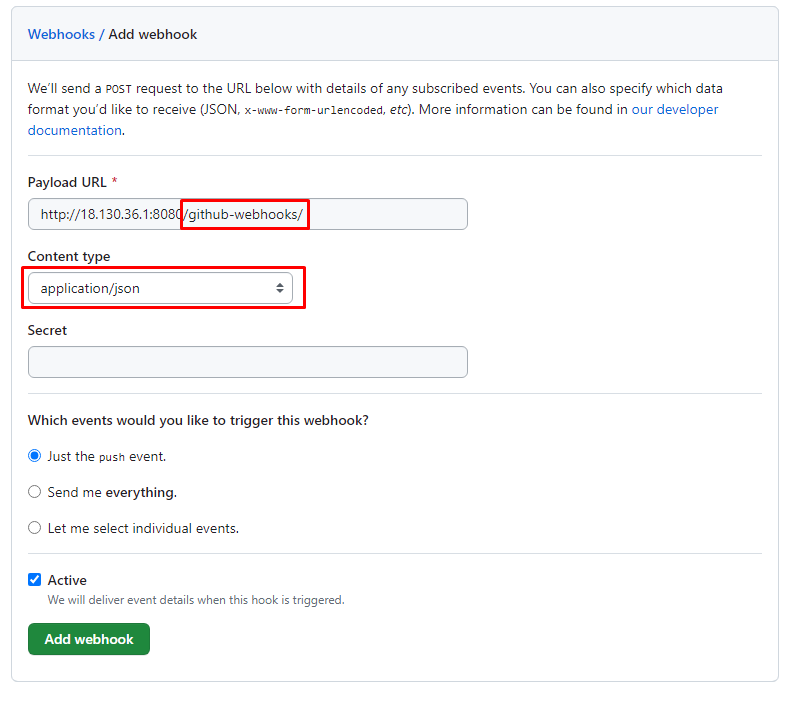 Webhooks / Add webhook
We’ll send a POST request to the URL below with details of any subscribed events. You can also specify which data
format you’d like to receive (JSON, x-www-form-urlencoded, etc). More information can be found in our developer
documentation.
Payload URL *
http://18.130.36.1:8080/github-webhooks/
Content type
application/json
Secret
Which events would you like to trigger this webhook?
Just the push event.
Send me everything.
Let me select individual events.
Active
We will deliver event details when this hook is triggered.
Add webhook